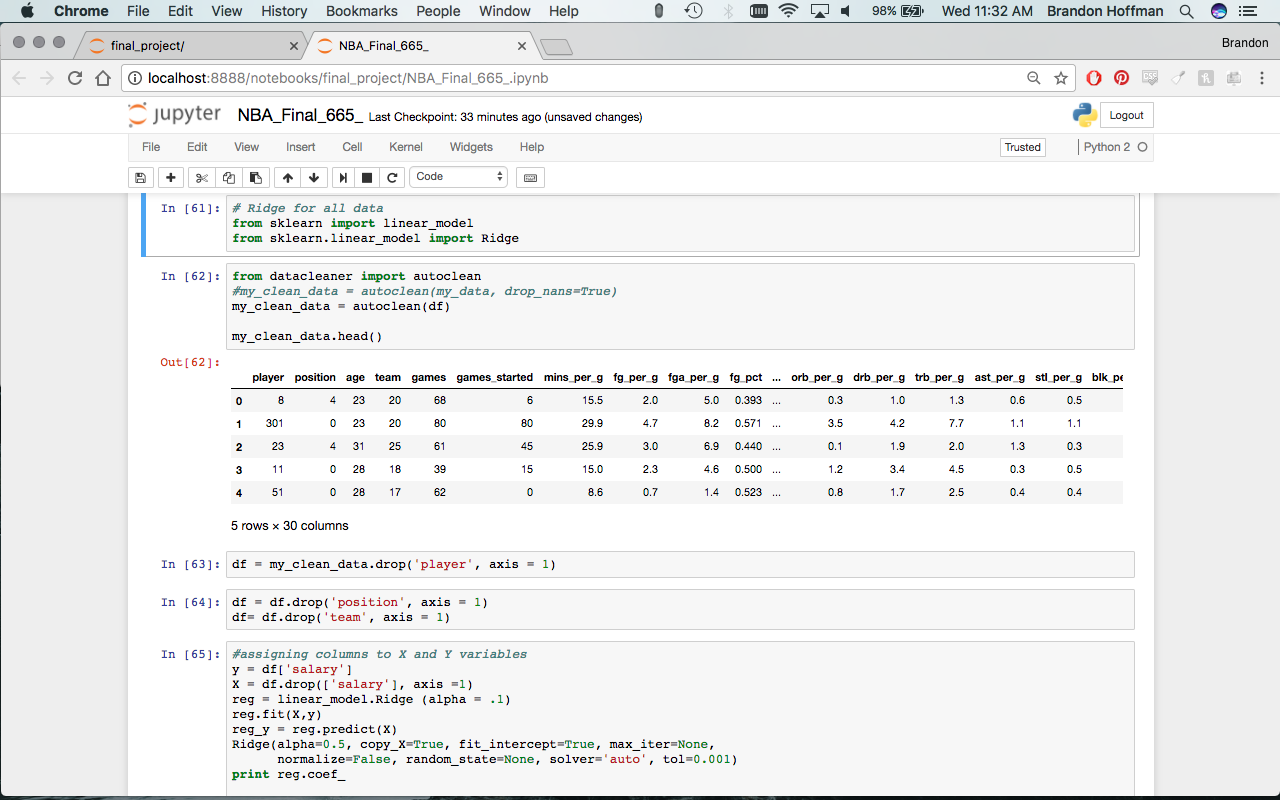 Chrome File Edit View History Bookmarks People Window Help 98% Wed 11:32 AM Brandon Hoffman
final_project/ NBA_Final_665_ Brandon
localhost:8888/notebooks/final_project/NBA_Final_665_.ipynb
jupyter NBA_Final_665_ Last Checkpoint: 33 minutes ago (unsaved changes) Logout
File Edit View Insert Cell Kernel Widgets Help Trusted Python 2
Code
In [61]: # Ridge for all data
from sklearn import linear_model
from sklearn.linear_model import Ridge
In [62]: from datacleaner import autoclean
#my_clean_data = autoclean(my_data, drop_nans=True)
my_clean_data = autoclean(df)
my_clean_data.head()
Out[62]:
player position age team games games_started mins_per_g fg_per_g fga_per_g fg_pct ... orb_per_g drb_per_g trb_per_g ast_per_g stl_per_g blk_pe
0 8 4 23 20 68 6 15.5 2.0 5.0 0.393 ... 0.3 1.0 1.3 0.6 0.5
1 301 0 23 20 80 80 29.9 4.7 8.2 0.571 ... 3.5 4.2 7.7 1.1 1.1
2 23 4 31 25 61 45 25.9 3.0 6.9 0.440 ... 0.1 1.9 2.0 1.3 0.3
3 11 0 28 18 39 15 15.0 2.3 4.6 0.500 ... 1.2 3.4 4.5 0.3 0.5
4 51 0 28 17 62 0 8.6 0.7 1.4 0.523 ... 0.8 1.7 2.5 0.4 0.4
5 rows × 30 columns
In [63]: df = my_clean_data.drop('player', axis = 1)
In [64]: df = df.drop('position', axis = 1)
df= df.drop('team', axis = 1)
In [65]: #assigning columns to X and Y variables
y = df['salary']
X = df.drop(['salary'], axis =1)
reg = linear_model.Ridge (alpha = .1)
reg.fit(X,y)
reg_y = reg.predict(X)
Ridge(alpha=0.5, copy_X=True, fit_intercept=True, max_iter=None,
normalize=False, random_state=None, solver='auto', tol=0.001)
print reg.coef_